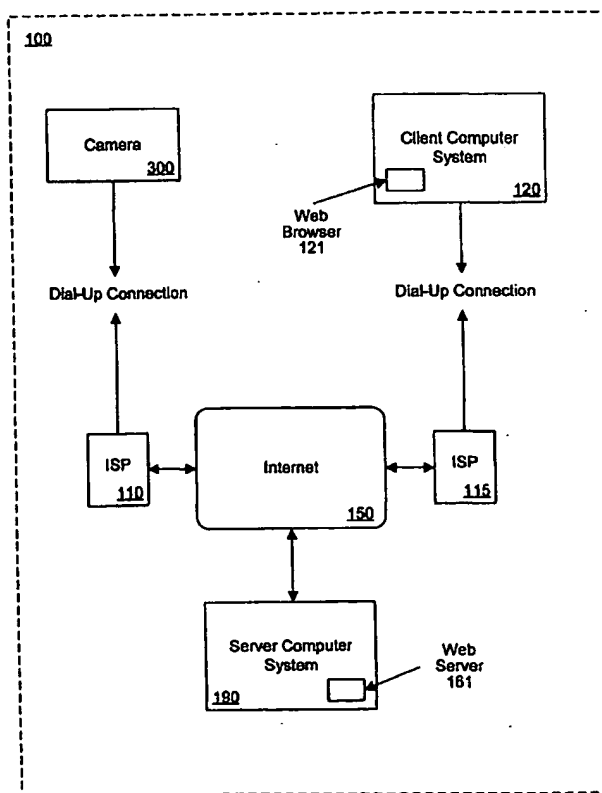 100
Camera
300
Client Computer
System
120
Web
Browser
121
Dial-Up Connection
Dial-Up Connection
ISP
110
Internet
150
ISP
115
Server Computer
System
190
Web
Server
161